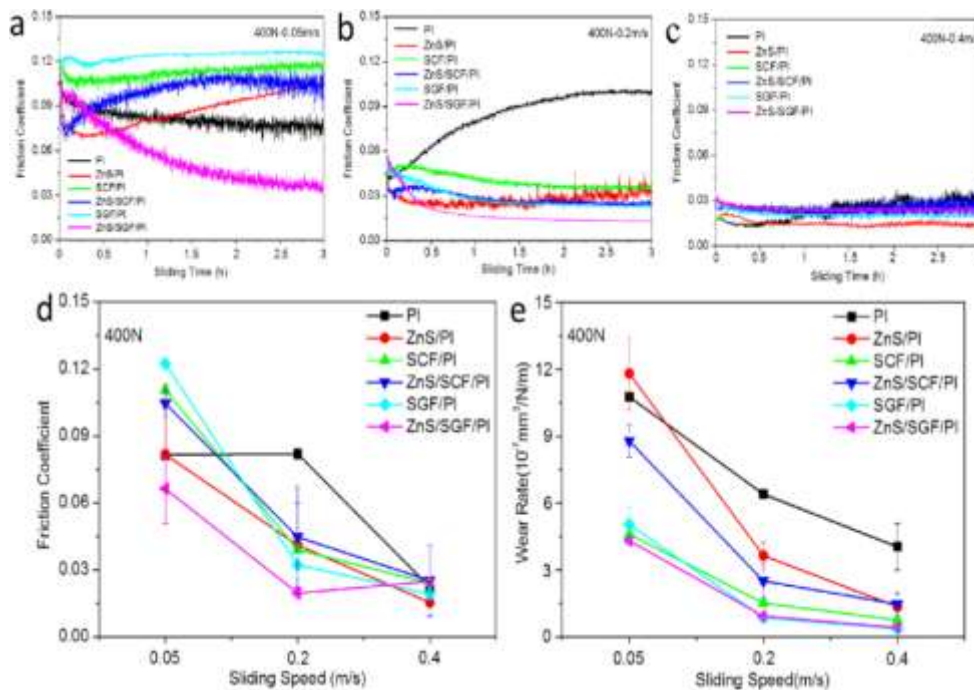 a
400N-0.05m/s
Friction Coefficient
0.15
0.12
0.09
0.06
0.03
0.00
PI
ZnS/PI
SCF/PI
ZnS/SCF/PI
SGF/PI
ZnS/SGF/PI
0 0.5 1 1.5 2 2.5 3
Sliding Time (h)
b
400N-0.2m/s
Friction Coefficient
0.15
0.12
0.09
0.06
0.03
0.00
PI
ZnS/PI
SCF/PI
ZnS/SCF/PI
SGF/PI
ZnS/SGF/PI
0 0.5 1 1.5 2 2.5 3
Sliding Time (h)
c
400N-0.4m/
Friction Coefficient
0.15
0.12
0.09
0.06
0.03
0.00
PI
ZnS/PI
SCF/PI
ZnS/SCF/PI
SGF/PI
ZnS/SGF/PI
0 0.5 1 1.5 2 2.5
Sliding Time (h)
d
400N
Friction Coefficient
0.15
0.12
0.09
0.06
0.03
0.00
PI
ZnS/PI
SCF/PI
ZnS/SCF/PI
SGF/PI
ZnS/SGF/PI
0.05 0.2 0.4
Sliding Speed (m/s)
e
400N
Wear Rate(10⁻⁷mm³/N/m)
15
12
9
6
3
0
PI
ZnS/PI
SCF/PI
ZnS/SCF/PI
SGF/PI
ZnS/SGF/PI
0.05 0.2 0.4
Sliding Speed(m/s)